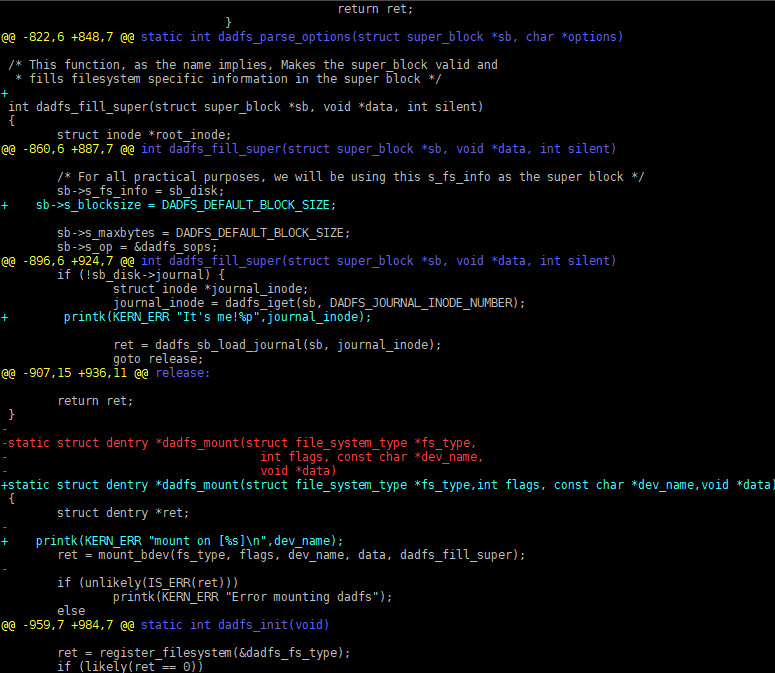 return ret;
                            }
@@ -822,6 +848,7 @@ static int dadfs_parse_options(struct super_block *sb, char *options)

 /* This function, as the name implies, Makes the super_block valid and
  * fills filesystem specific information in the super block */
+
 int dadfs_fill_super(struct super_block *sb, void *data, int silent)
 {
        struct inode *root_inode;
@@ -860,6 +887,7 @@ int dadfs_fill_super(struct super_block *sb, void *data, int silent)

        /* For all practical purposes, we will be using this s_fs_info as the super block */
        sb->s_fs_info = sb_disk;
+    sb->s_blocksize = DADFS_DEFAULT_BLOCK_SIZE;

        sb->s_maxbytes = DADFS_DEFAULT_BLOCK_SIZE;
        sb->s_op = &dadfs_sops;
@@ -896,6 +924,7 @@ int dadfs_fill_super(struct super_block *sb, void *data, int silent)
        if (!sb_disk->journal) {
                struct inode *journal_inode;
                journal_inode = dadfs_iget(sb, DADFS_JOURNAL_INODE_NUMBER);
+        printk(KERN_ERR "It's me!%p",journal_inode);

                ret = dadfs_sb_load_journal(sb, journal_inode);
                goto release;
@@ -907,15 +936,11 @@ release:

        return ret;
 }
-
-static struct dentry *dadfs_mount(struct file_system_type *fs_type,
-                                    int flags, const char *dev_name,
-                                    void *data)
+static struct dentry *dadfs_mount(struct file_system_type *fs_type,int flags, const char *dev_name,void *data)
 {
        struct dentry *ret;
-
+    printk(KERN_ERR "mount on [%s]\n",dev_name);
        ret = mount_bdev(fs_type, flags, dev_name, data, dadfs_fill_super);
-
        if (unlikely(IS_ERR(ret)))
                printk(KERN_ERR "Error mounting dadfs");
        else
@@ -959,7 +984,7 @@ static int dadfs_init(void)

        ret = register_filesystem(&dadfs_fs_type);
        if (likely(ret == 0))